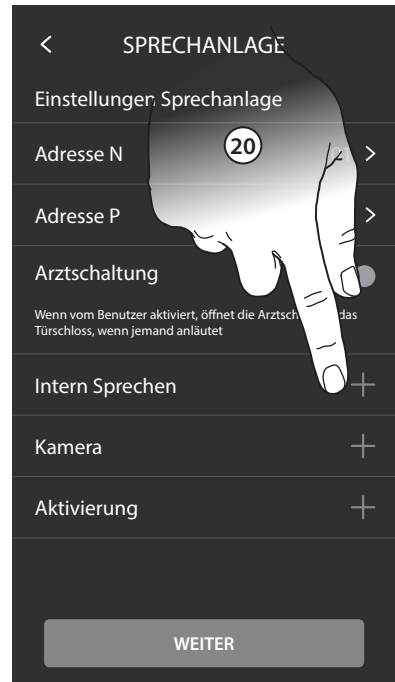 SPRECHANLAGE
Einstellungen Sprechanlage
20
Adresse N
Adresse P
Arztschaltung
Wenn vom Benutzer aktiviert, öffnet die das
Türschloss, wenn jemand anläutet
Intern Sprechen
Kamera
Aktivierung
WEITER